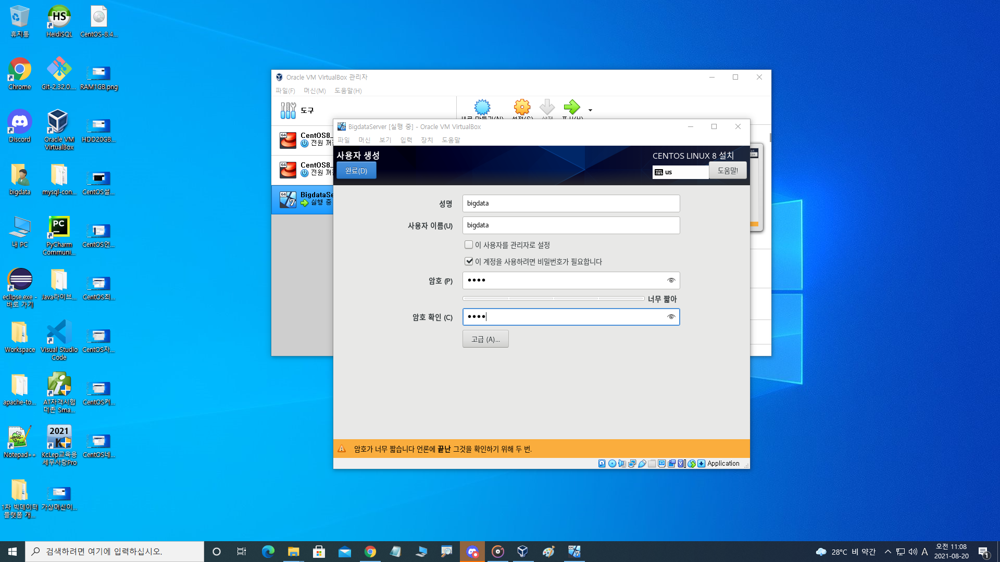 휴지통
HeidiSQL
CentOS-8.4...
Chrome
Git-2.32.0....
RAM1GB.png
Discord
Oracle VM
VirtualBox
HDD20GB...
bigdata
mysql-con...
CentOS설...
내 PC
PyCharm
Communi...
CentOS언...
eclipse.exe -
바로 가기
Java라이브...
CentOS최...
Workspace
Visual Studio
Code
CentOS자...
apache-to...
AT자격시험
더존 Sma...
CentOS커...
Notepad++
2021
KcLep교육용
세무사랑Pro
CentOS네...
1차 빅데이터
플랫폼 개...
가상머신이...
Oracle VM VirtualBox 관리자
파일(F) 머신(M) 도움말(H)
도구
새로 만들기(N) 설정(S) 삭제 표시(H)
CentOS8_
전원 꺼짐
CentOS8_
전원 꺼짐
BigdataSe
실행 중
BigdataServer [실행 중] - Oracle VM VirtualBox
파일 머신 보기 입력 장치 도움말
사용자 생성
CENTOS LINUX 8 설치
완료(D)
us
도움말!
성명
bigdata
사용자 이름(U)
bigdata
이 사용자를 관리자로 설정
이 계정을 사용하려면 비밀번호가 필요합니다
암호 (P)
••••
너무 짧아
암호 확인 (C)
••••
고급 (A)...
암호가 너무 짧습니다 언론에 끝난 그것을 확인하기 위해 두 번.
Application
검색하려면 여기에 입력하십시오.
28°C 비 약간
A
오전 11:08
2021-08-20
1